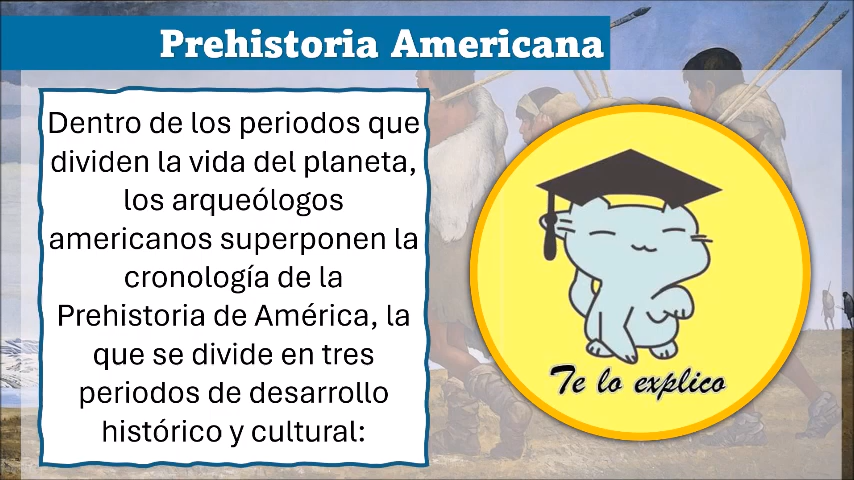 Prehistoria Americana
Dentro de los periodos que
dividen la vida del planeta,
los arqueólogos
americanos superponen la
cronología de la
Prehistoria de América, la
que se divide en tres
periodos de desarrollo
histórico y cultural:
Te lo explico